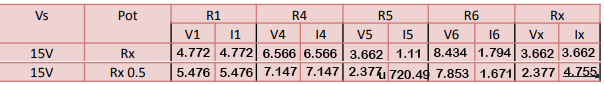 Vs Pot R1 R4 R5 R6 Rx
V1 I1 V4 I4 V5 I5 V6 I6 Vx Ix
15V Rx 4.772 4.772 6.566 6.566 3.662 1.11 8.434 1.794 3.662 3.662
15V Rx 0.5 5.476 5.476 7.147 7.147 2.377 u 720.49 7.853 1.671 2.377 4.755